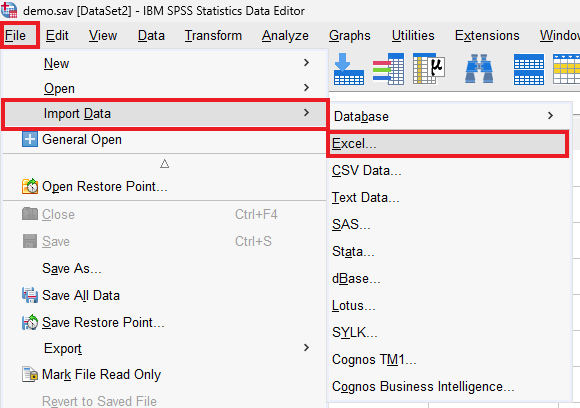 demo.sav [DataSet2] - IBM SPSS Statistics Data Editor
File Edit View Data Transform Analyze Graphs Utilities Extensions Window
New
Open
Import Data
General Open
Open Restore Point...
Close Ctrl+F4
Save Ctrl+S
Save As...
Save All Data
Save Restore Point...
Export
Mark File Read Only
Revert to Saved File
Database
Excel...
CSV Data...
Text Data...
SAS...
Stata...
dBase...
Lotus...
SYLK...
Cognos TM1...
Cognos Business Intelligence...